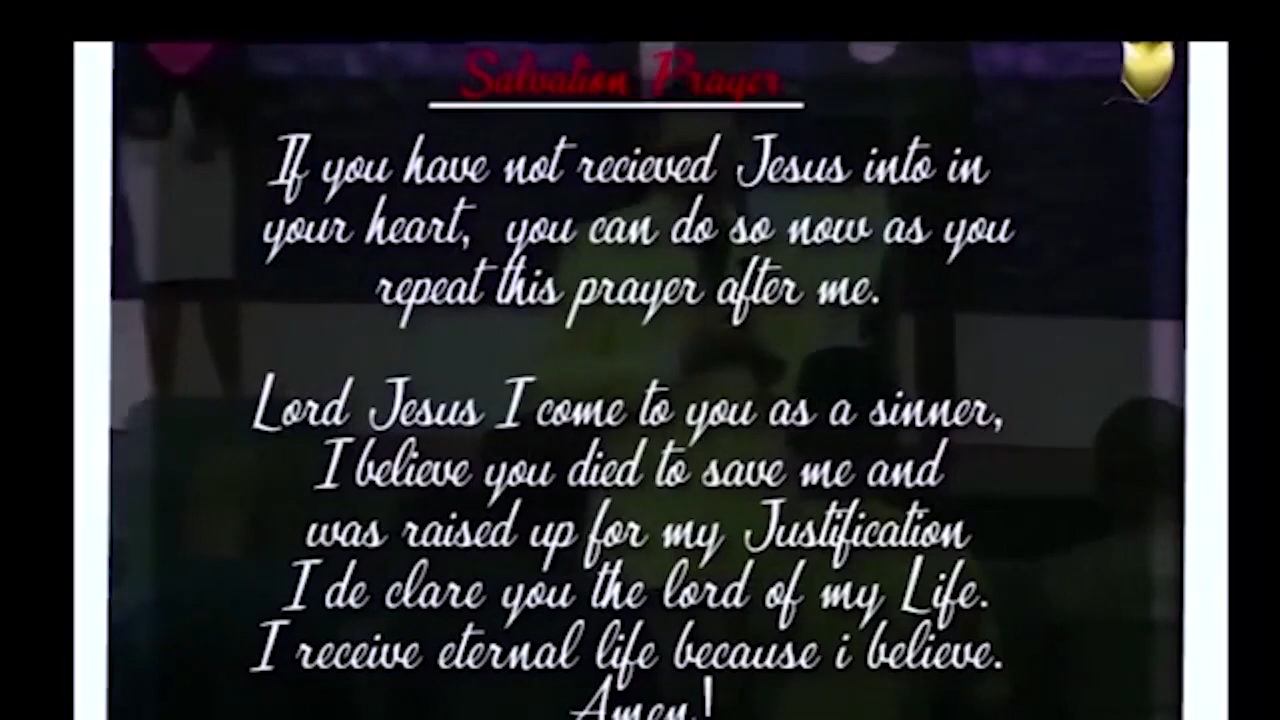 Salvation Prayer
If you have not recieved Jesus into in
your heart, you can do so now as you
repeat this prayer after me.
Lord Jesus I come to you as a sinner,
I believe you died to save me and
was raised up for my Justification
I de clare you the lord of my Life.
I receive eternal life because i believe.
Amen!